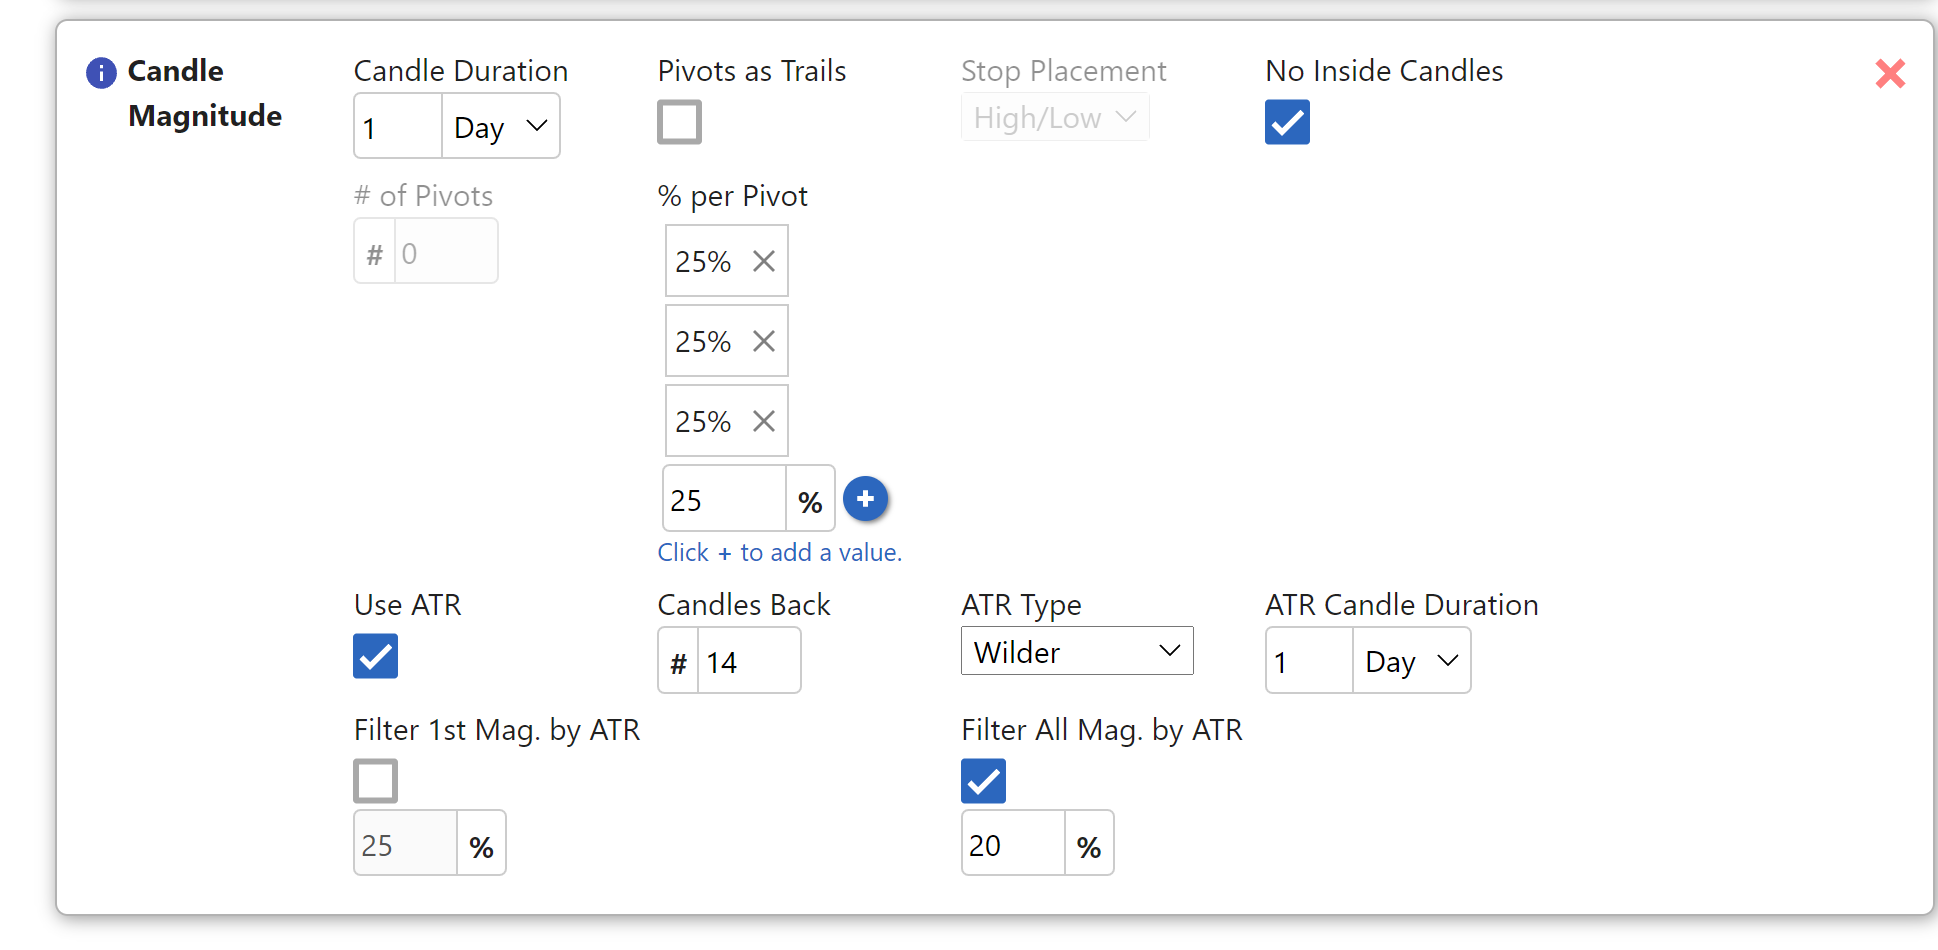 Candle Magnitude
Candle Duration
1 Day
Pivots as Trails
Stop Placement
High/Low
No Inside Candles
# of Pivots
# 0
% per Pivot
25%
25%
25%
25 %
Click + to add a value.
Use ATR
Candles Back
# 14
ATR Type
Wilder
ATR Candle Duration
1 Day
Filter 1st Mag. by ATR
25 %
Filter All Mag. by ATR
20 %